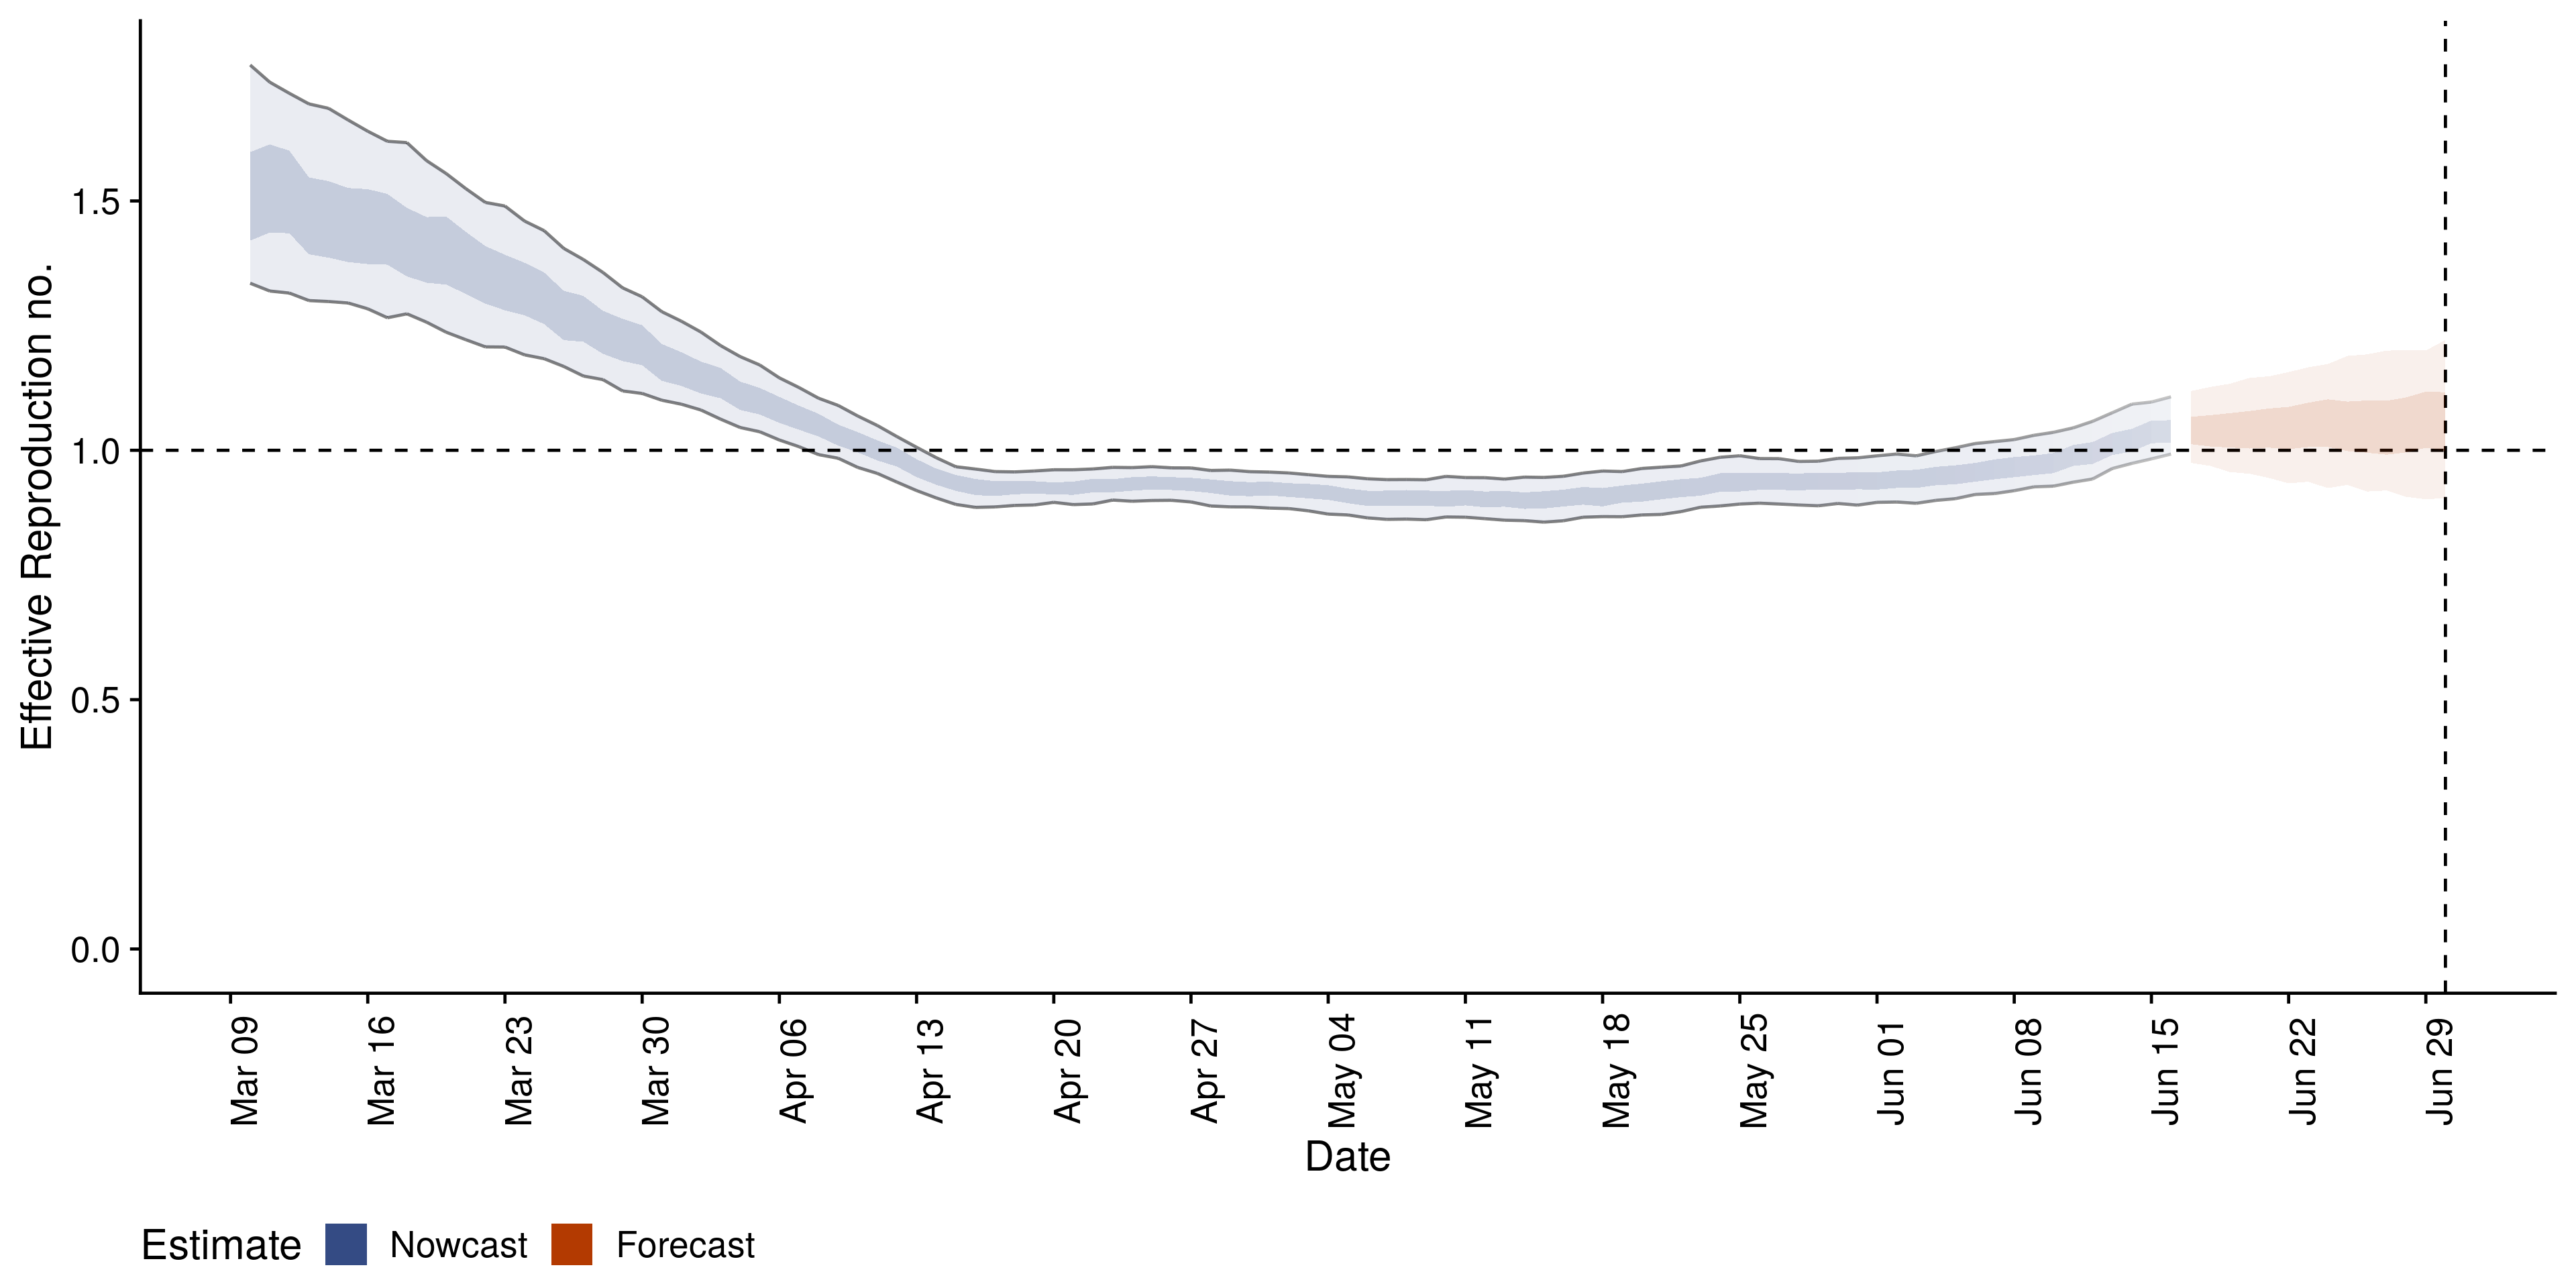 Effective Reproduction no.
1.5
1.0
0.5
0.0
Mar 09
Mar 16
Mar 23
Mar 30
Apr 06
Apr 13
Apr 20
Apr 27
May 04
May 11
May 18
May 25
Jun 01
Jun 08
Jun 15
Jun 22
Jun 29
Date
Estimate Nowcast Forecast